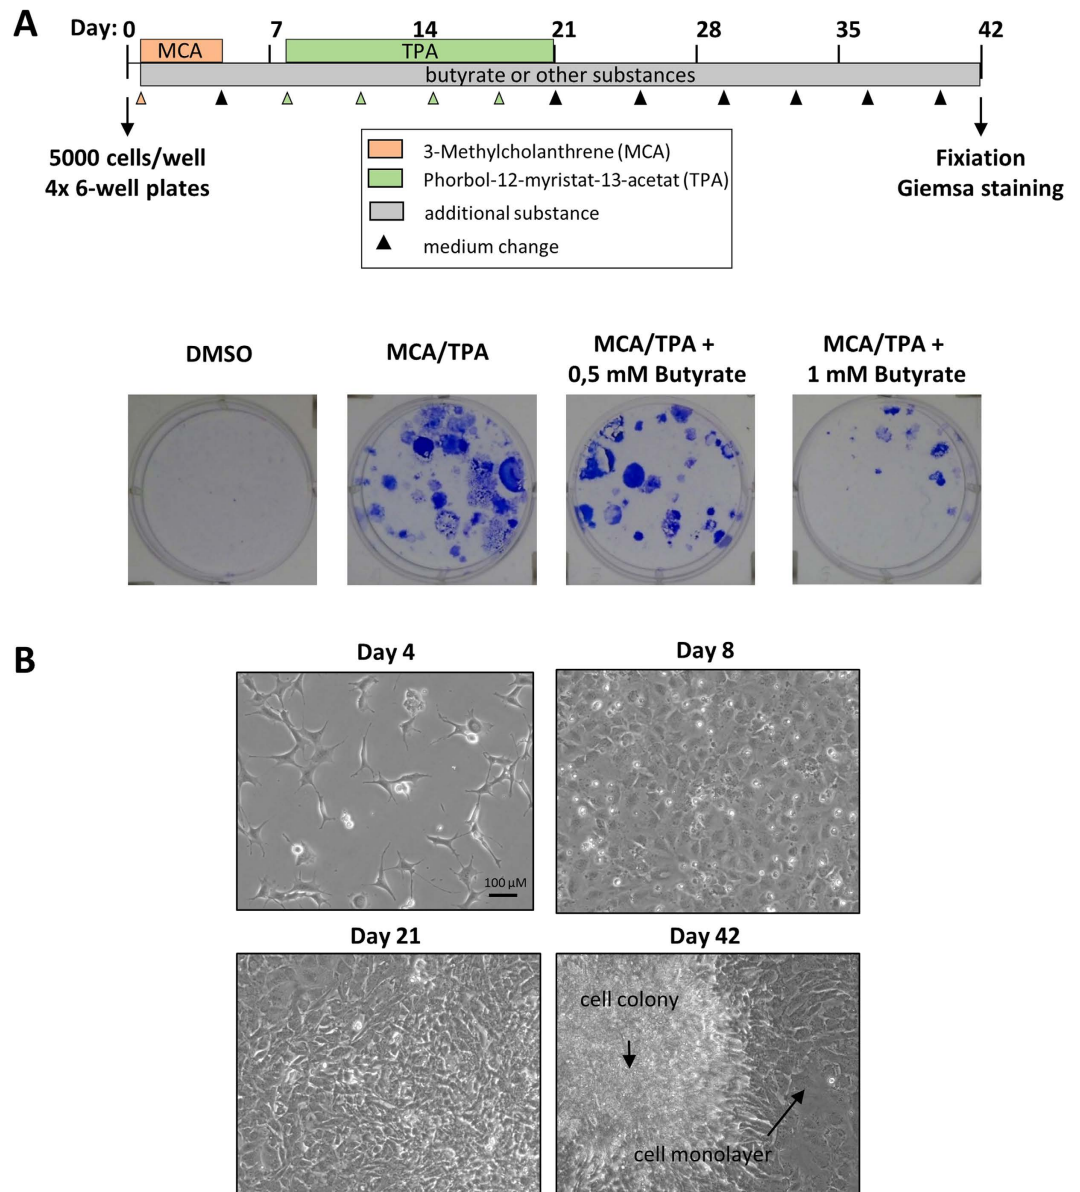 A
Day: 0 7 14 21 28 35 42
MCA TPA
butyrate or other substances
5000 cells/well
4x 6-well plates
Fixiation
Giemsa staining
3-Methylcholanthrene (MCA)
Phorbol-12-myristat-13-acetat (TPA)
additional substance
medium change
DMSO
MCA/TPA
MCA/TPA +
0,5 mM Butyrate
MCA/TPA +
1 mM Butyrate
B
Day 4
Day 8
100 µM
Day 21
Day 42
cell colony
cell monolayer